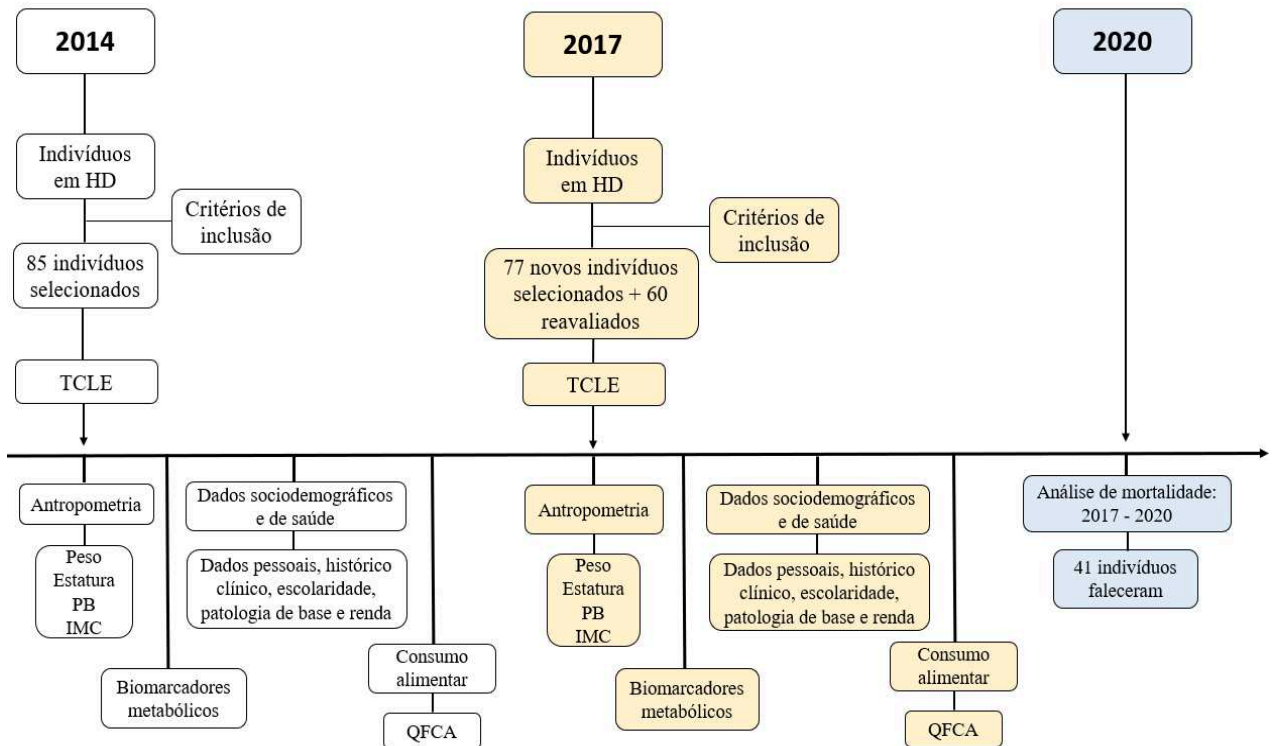 2014
Indivíduos
em HD
Critérios de
inclusão
85 indivíduos
selecionados
TCLE
Antropometria
Peso
Estatura
PB
IMC
Biomarcadores
metabólicos
Dados sociodemográficos
e de saúde
Dados pessoais, histórico
clínico, escolaridade,
patologia de base e renda
Consumo
alimentar
QFCA
2017
Indivíduos
em HD
Critérios de
inclusão
77 novos indivíduos
selecionados + 60
reavaliados
TCLE
Antropometria
Peso
Estatura
PB
IMC
Biomarcadores
metabólicos
Dados sociodemográficos
e de saúde
Dados pessoais, histórico
clínico, escolaridade,
patologia de base e renda
Consumo
alimentar
QFCA
2020
Análise de mortalidade:
2017 - 2020
41 indivíduos
faleceram